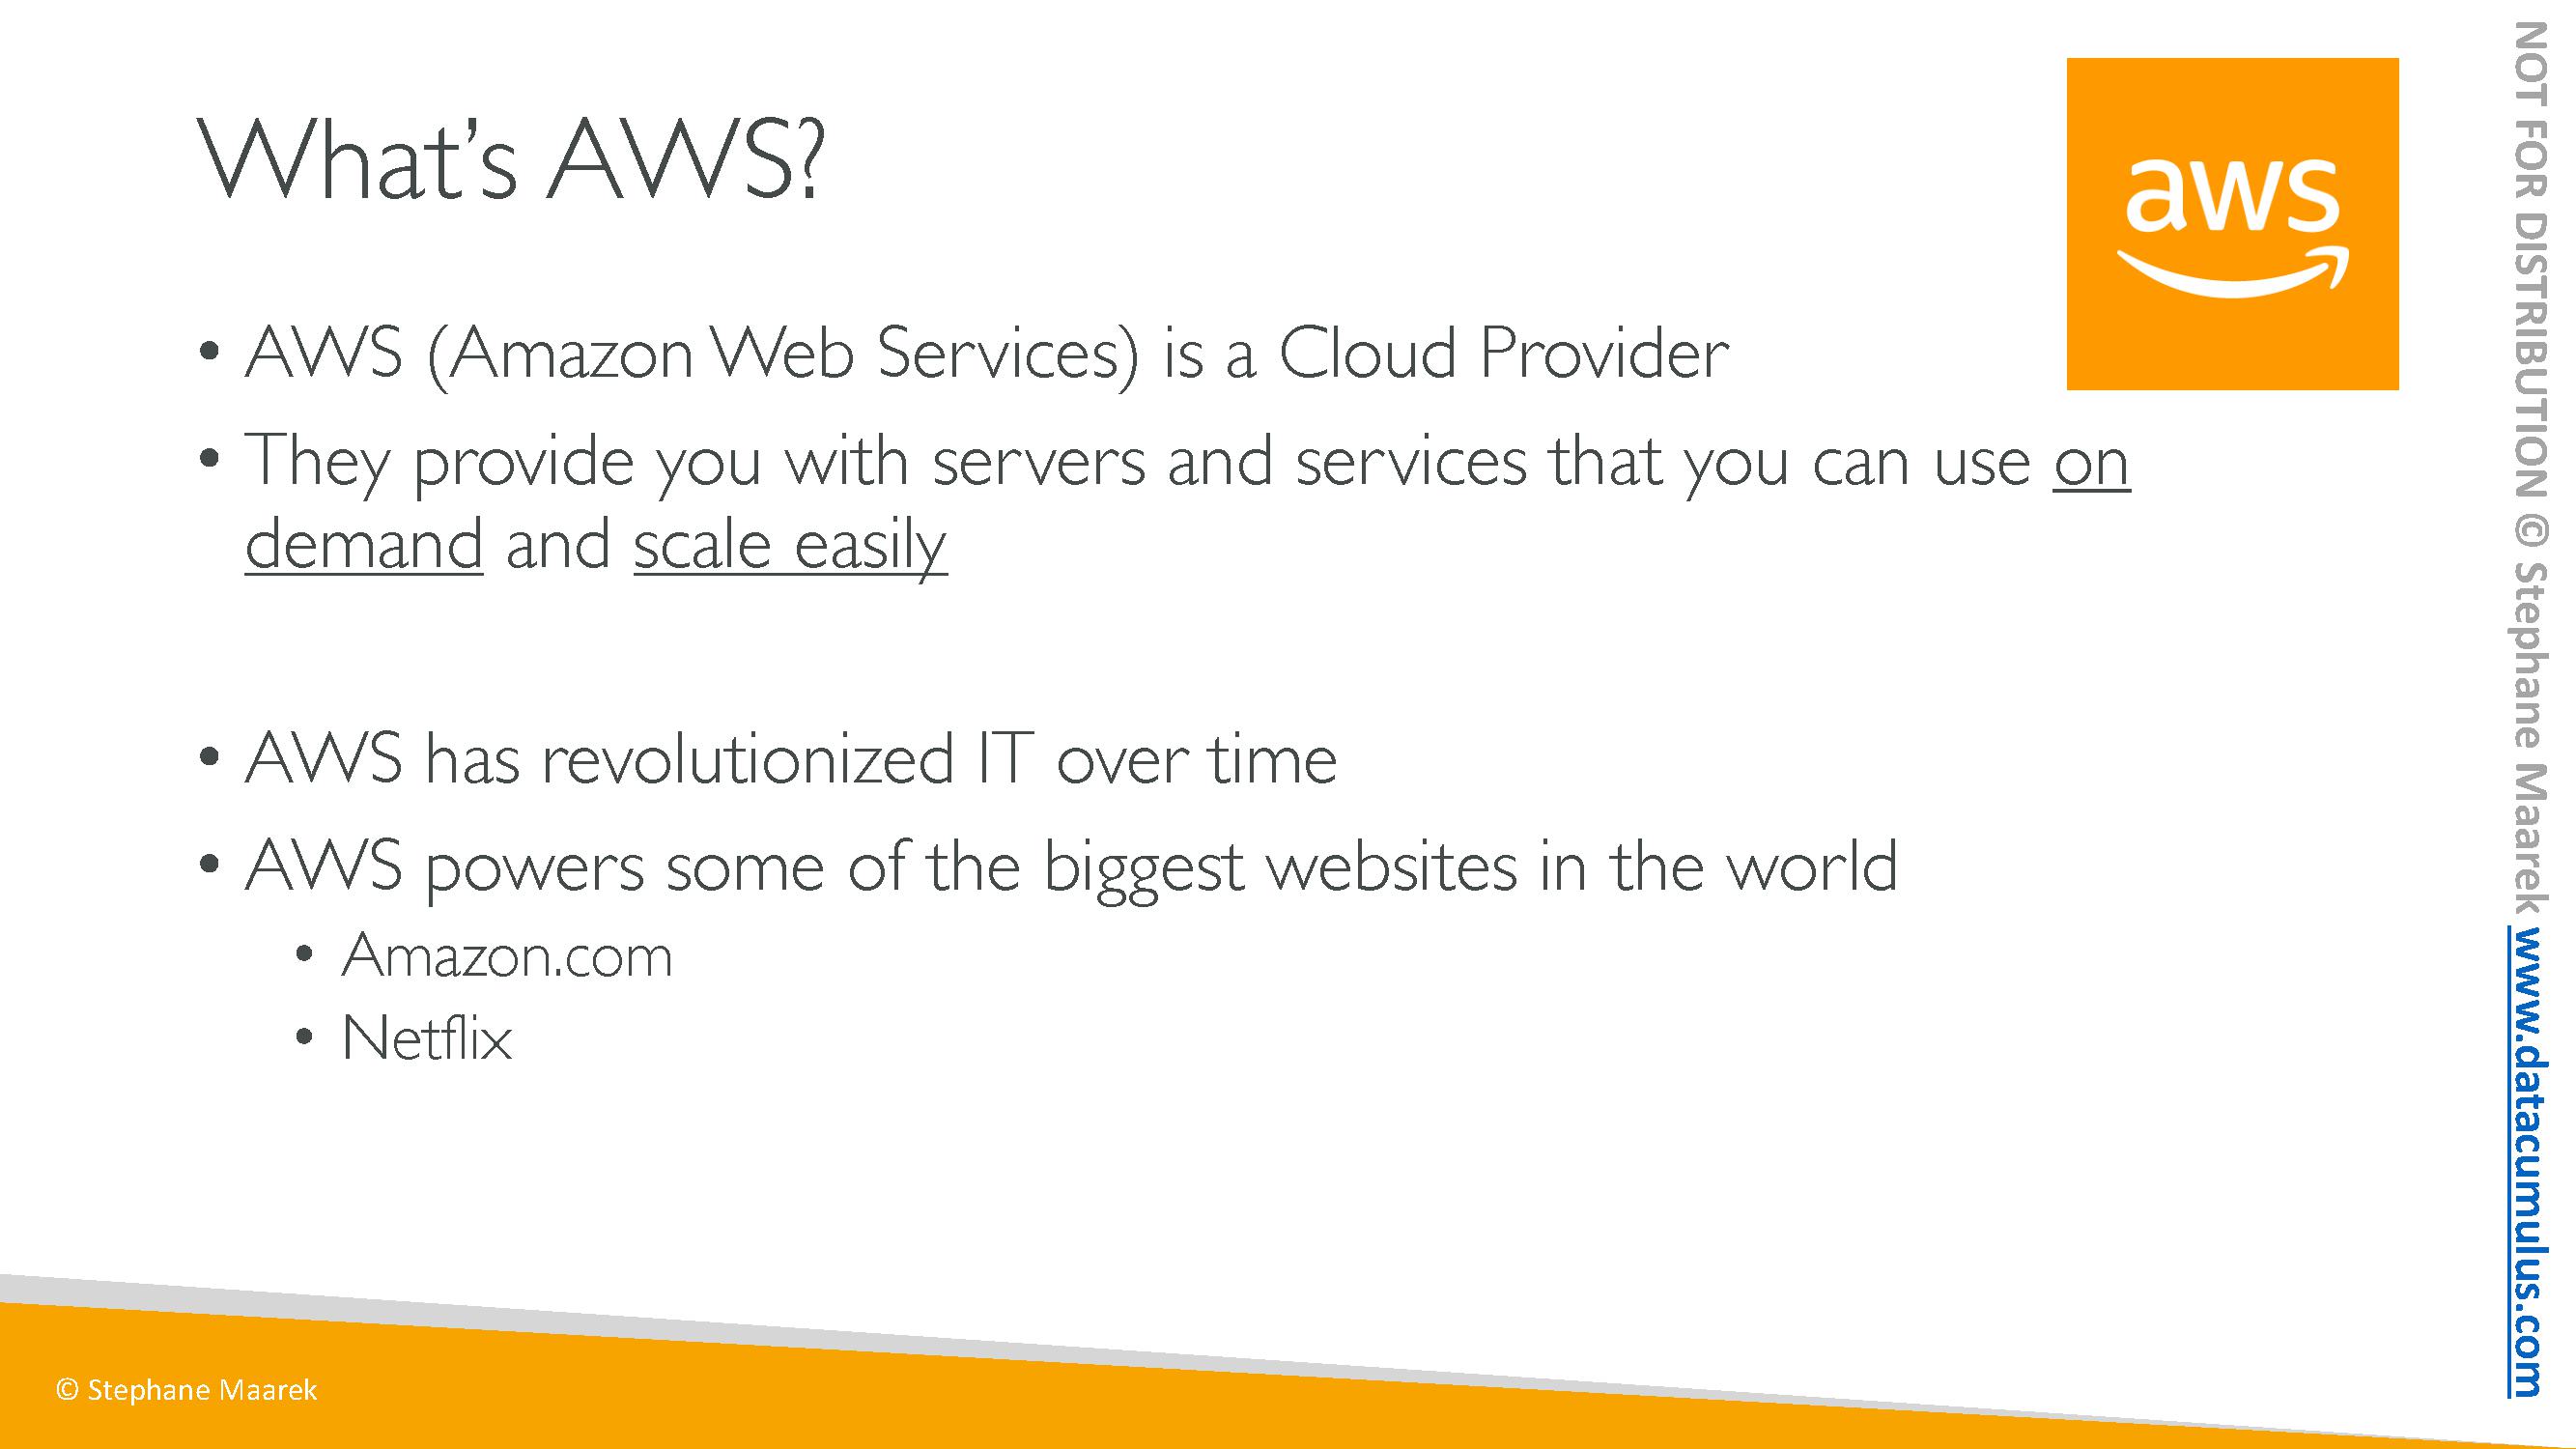 What's AWS?
aws
• AWS (Amazon Web Services) is a Cloud Provider
• They provide you with servers and services that you can use on
demand and scale easily
• AWS has revolutionized IT over time
• AWS powers some of the biggest websites in the world
• Amazon.com
• Netflix
© Stephane Maarek
NOT FOR DISTRIBUTION © Stephane Maarek www.datacumulus.com